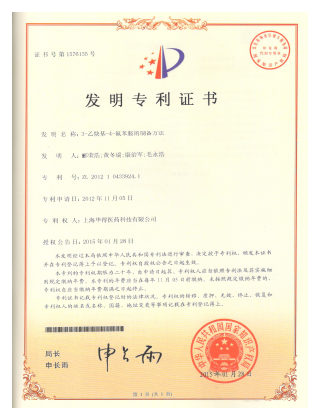 证书号第1576135号
发明专利证书
发 明 名 称：3-乙炔基-4-氟苯胺的制备方法
发 明 人：荣浩;黄冬瑞;骆治军;毛永浩
专 利 号：ZL 2012 1 0433924.1
专利申请日：2012年11月05日
专 利 权 人：上海华得医药科技有限公司
授权公告日：2015年01月28日
本发明经过本局依照中华人民共和国专利法进行审查，决定授予专利权，颁发本证书
并在专利登记簿上予以登记。专利权自授权公告之日起生效。
本专利的专利权期限为二十年，自申请日起算。专利权人应当依照专利法及其实施细
则规定缴纳年费。本专利的年费应当在每年11月05日前缴纳。未按照规定缴纳年费的，
专利权自应当缴纳年费期满之日起终止。
专利证书记载专利权登记时的法律状况。专利权的转移、质押、无效、终止、恢复和
专利权人的姓名或名称、国籍、地址变更等事项记载在专利登记簿上。
局长
申长雨
申长雨
中华人民共和国国家知识产权局
2015年01月28日
第 1 页 (共 1 页)